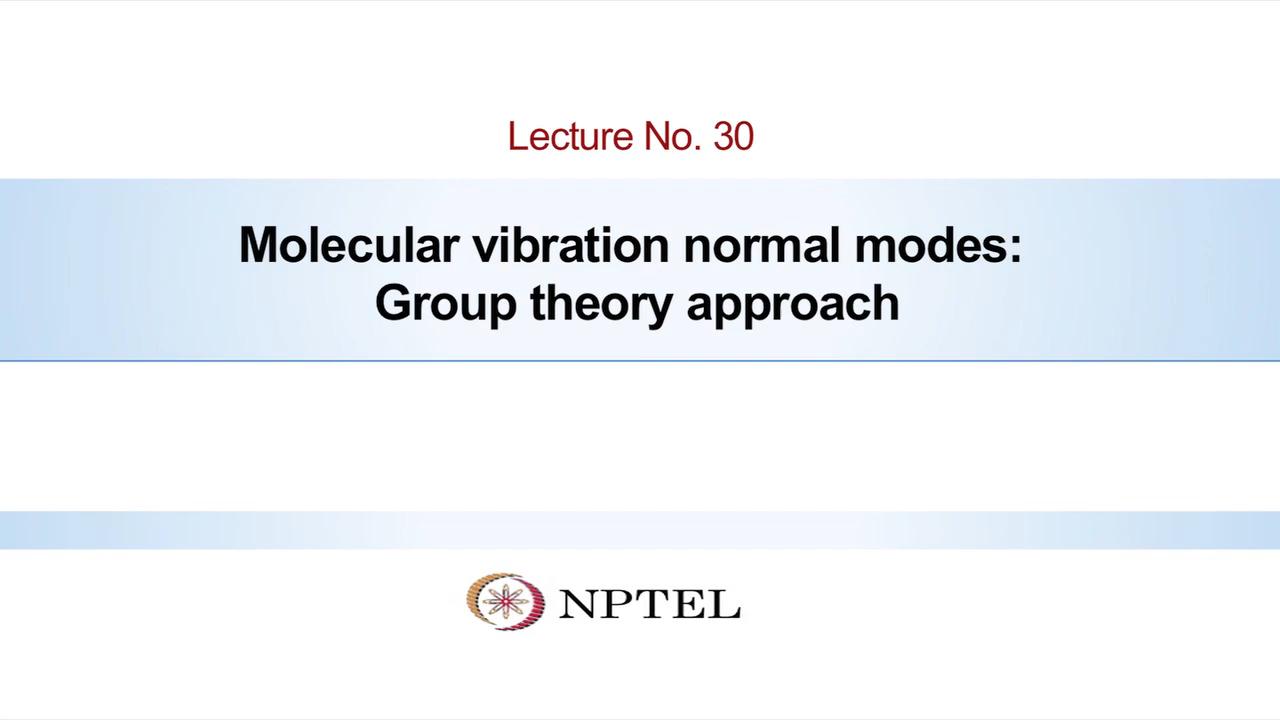 Lecture No. 30
Molecular vibration normal modes:
Group theory approach
NPTEL